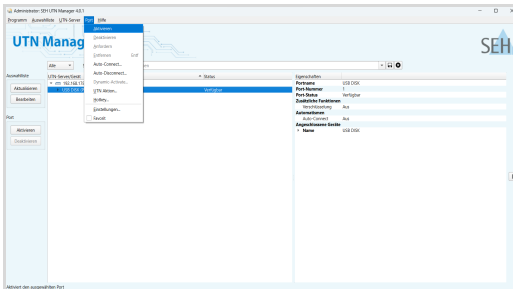 Administrator: SEH UTN Manager 4.0.1
Programm Auswahlliste UTN-Server Port Hilfe
UTN Manag
SEH
Aktivieren
Deaktivieren
Anfordern
Entfernen Entf
Auto-Connect...
Auto-Disconnect...
Dynamic-Activate...
UTN Aktion...
Hotkey...
Einstellungen...
Favorit
Alle
Auswahlliste
Aktualisieren
Bearbeiten
Port
Aktivieren
Deaktivieren
UTN-Server/Gerät Status
USB DISK Verfügbar
Eigenschaften
Portname USB DISK
Port-Nummer 1
Port-Status Verfügbar
Zusätzliche Funktionen
Verschlüsselung Aus
Automatismen
Auto-Connect Aus
Angeschlossene Geräte
Name USB DISK
Aktiviert den ausgewählten Port